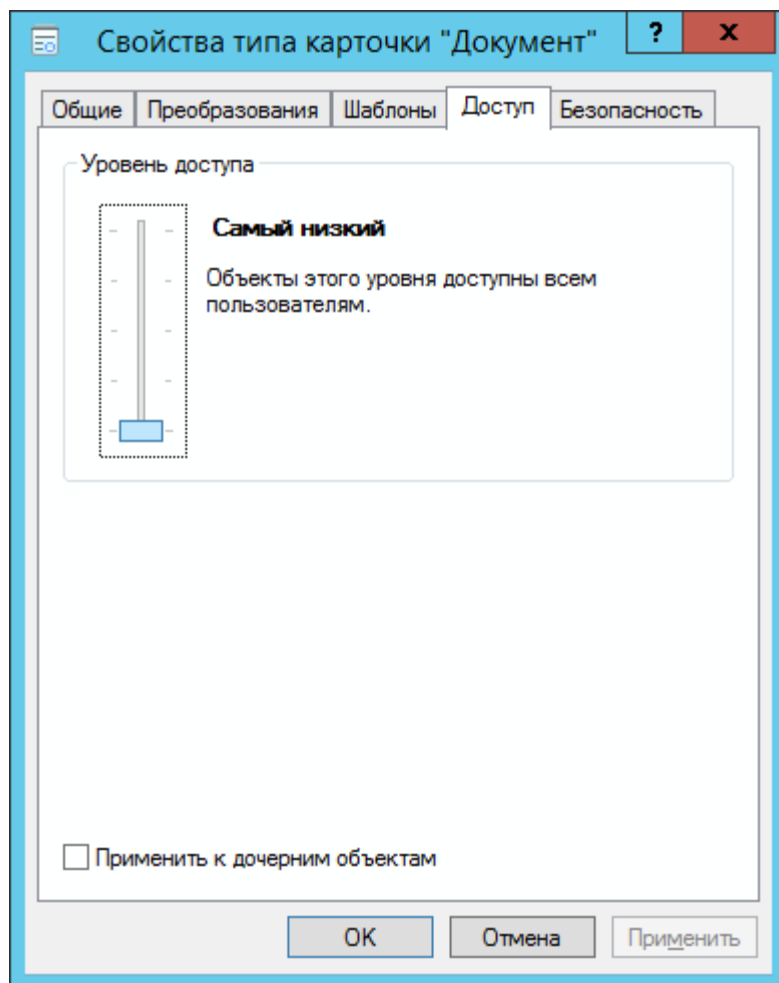 Свойства типа карточки "Документ" ? x
Общие Преобразования Шаблоны Доступ Безопасность
Уровень доступа
Самый низкий
Объекты этого уровня доступны всем
пользователям.
Применить к дочерним объектам
OK Отмена Применить